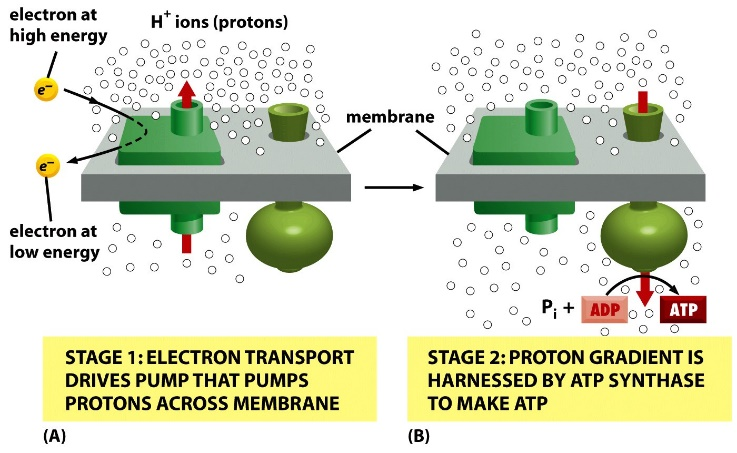 electron at
high energy
H+ ions (protons)
e–
e–
electron at
low energy
membrane
Pi +
ADP
ATP
STAGE 1: ELECTRON TRANSPORT
DRIVES PUMP THAT PUMPS
PROTONS ACROSS MEMBRANE
STAGE 2: PROTON GRADIENT IS
HARNESSED BY ATP SYNTHASE
TO MAKE ATP
(A)
(B)